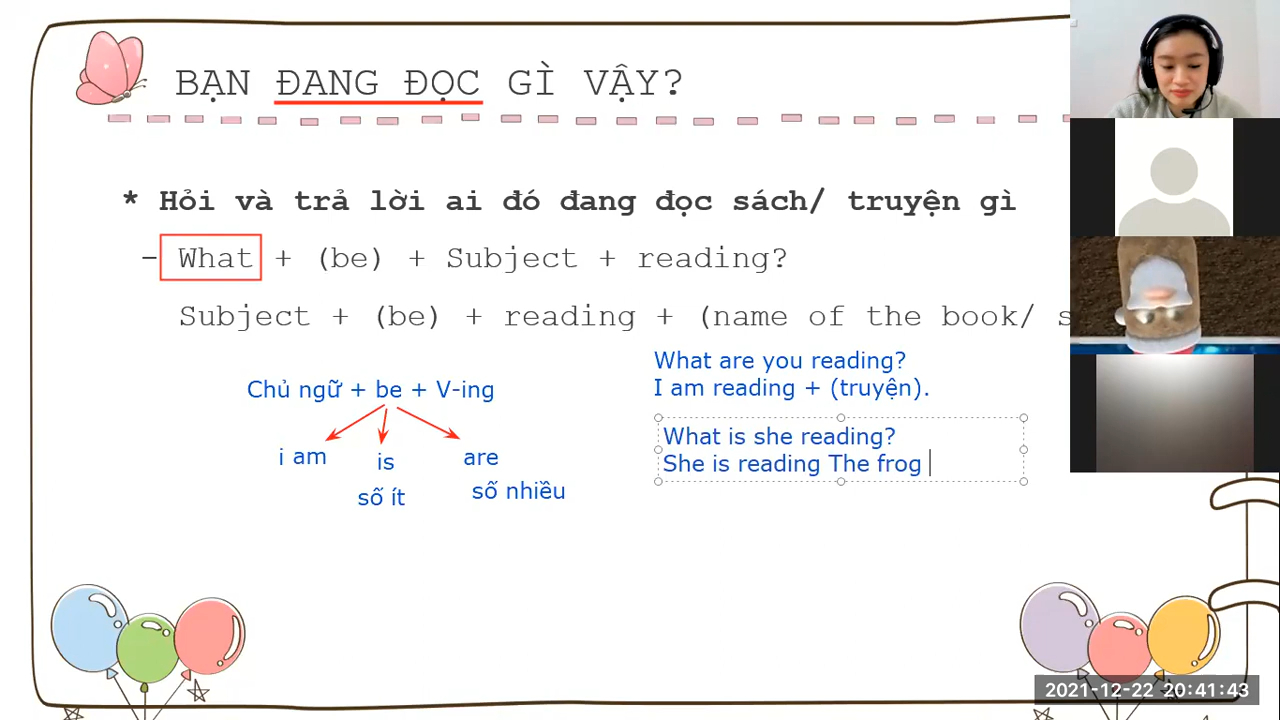 BẠN ĐANG ĐỌC GÌ VẬY?
* Hỏi và trả lời ai đó đang đọc sách/ truyện gì
- What + (be) + Subject + reading?
Subject + (be) + reading + (name of the book/ s
Chủ ngữ + be + V-ing
i am
is
are
số ít
số nhiều
What are you reading?
I am reading + (truyện).
What is she reading?
She is reading The frog
2021-12-22 20:41:43